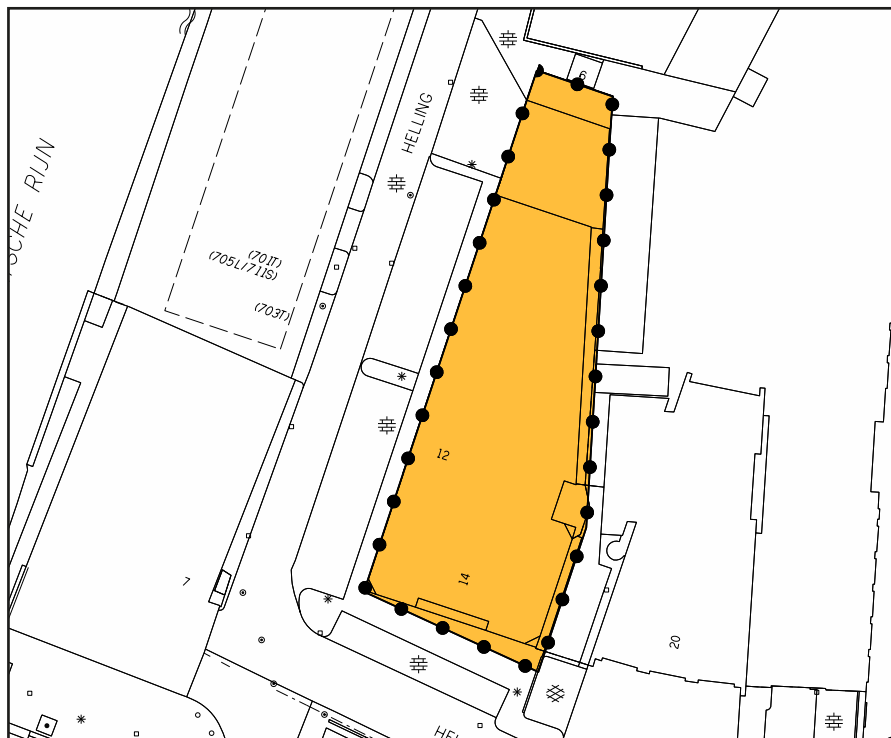 6
HELLING
SCHE RIJN
(701T)
(705L/711S)
(703T)
12
14
7
20
HEL